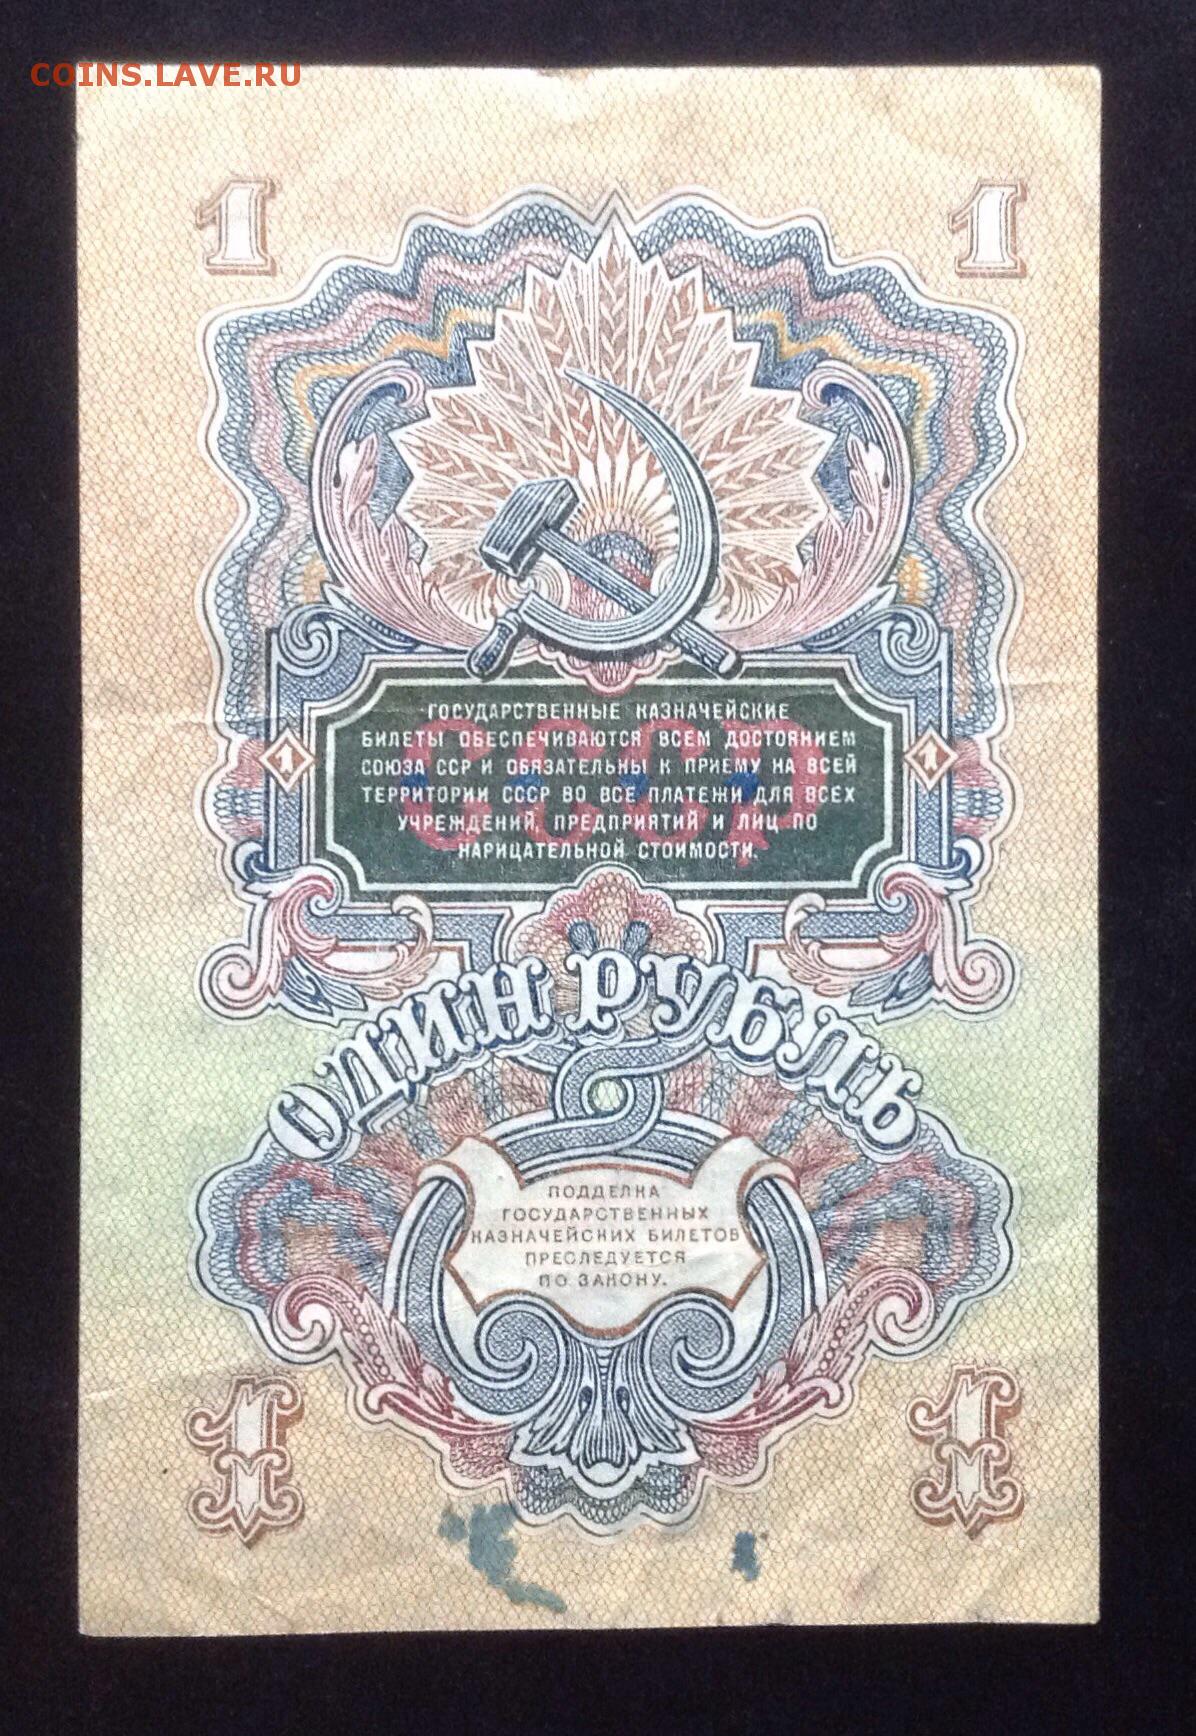 COINS.LAVE.RU
1 1
ГОСУДАРСТВЕННЫЕ КАЗНАЧЕЙСКИЕ
БИЛЕТЫ ОБЕСПЕЧИВАЮТСЯ ВСЕМ ДОСТОЯНИЕМ
СОЮЗА ССР И ОБЯЗАТЕЛЬНЫ К ПРИЕМУ НА ВСЕЙ
ТЕРРИТОРИИ СССР ВО ВСЕ ПЛАТЕЖИ ДЛЯ ВСЕХ
УЧРЕЖДЕНИЙ, ПРЕДПРИЯТИЙ И ЛИЦ ПО
НАРИЦАТЕЛЬНОЙ СТОИМОСТИ.
СССР
1 1
ОДИН РУБЛЬ
ПОДДЕЛКА
ГОСУДАРСТВЕННЫХ
КАЗНАЧЕЙСКИХ БИЛЕТОВ
ПРЕСЛЕДУЕТСЯ
ПО ЗАКОНУ.
1 1